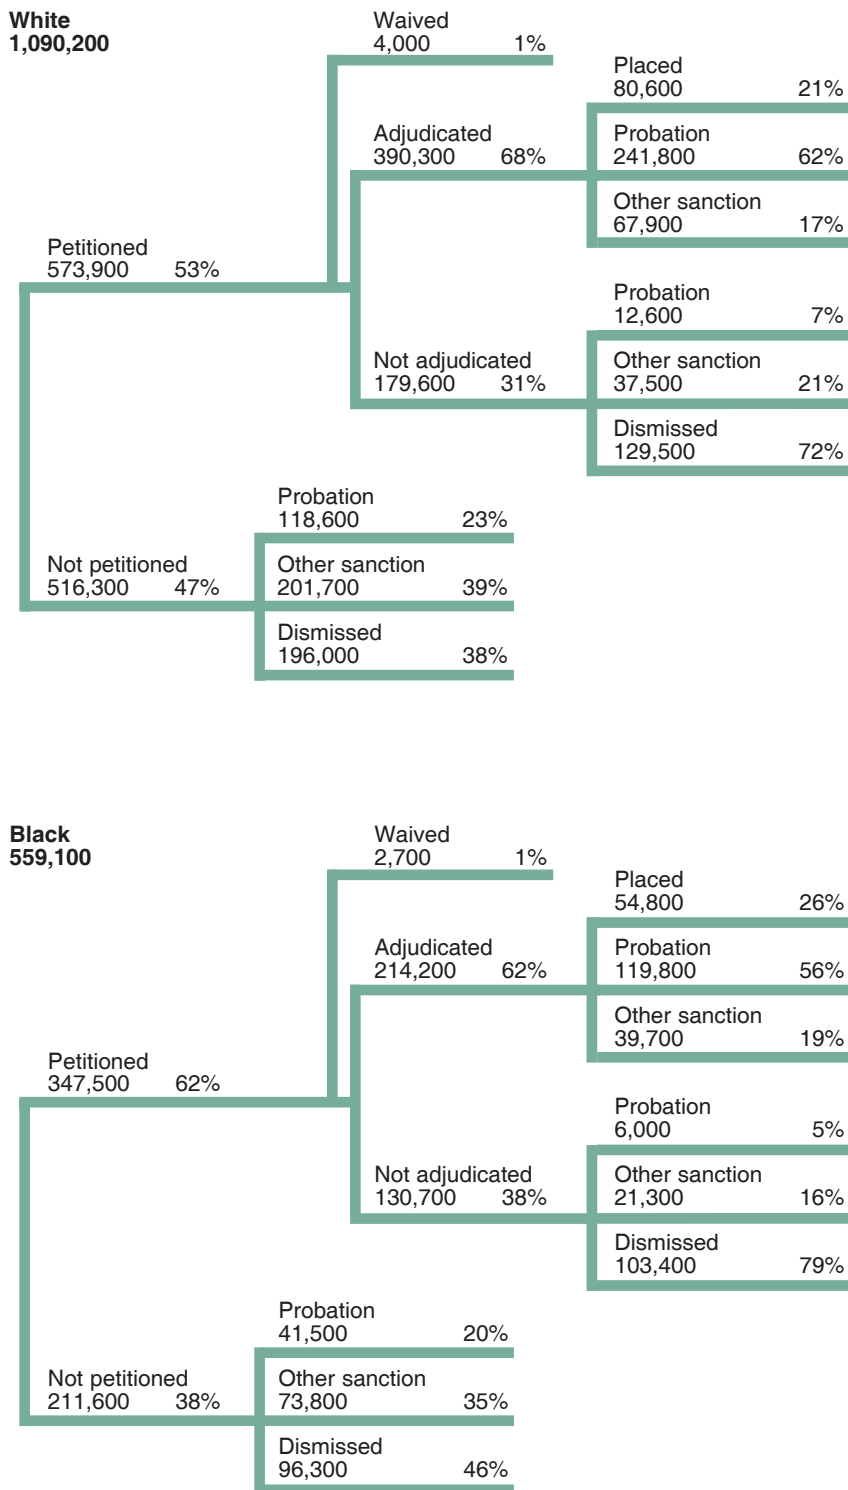 White
1,090,200
Waived
4,000 1%
Placed
80,600 21%
Adjudicated
390,300 68%
Probation
241,800 62%
Other sanction
67,900 17%
Petitioned
573,900 53%
Probation
12,600 7%
Not adjudicated
179,600 31%
Other sanction
37,500 21%
Dismissed
129,500 72%
Probation
118,600 23%
Not petitioned
516,300 47%
Other sanction
201,700 39%
Dismissed
196,000 38%
Black
559,100
Waived
2,700 1%
Placed
54,800 26%
Adjudicated
214,200 62%
Probation
119,800 56%
Other sanction
39,700 19%
Petitioned
347,500 62%
Probation
6,000 5%
Not adjudicated
130,700 38%
Other sanction
21,300 16%
Dismissed
103,400 79%
Probation
41,500 20%
Not petitioned
211,600 38%
Other sanction
73,800 35%
Dismissed
96,300 46%